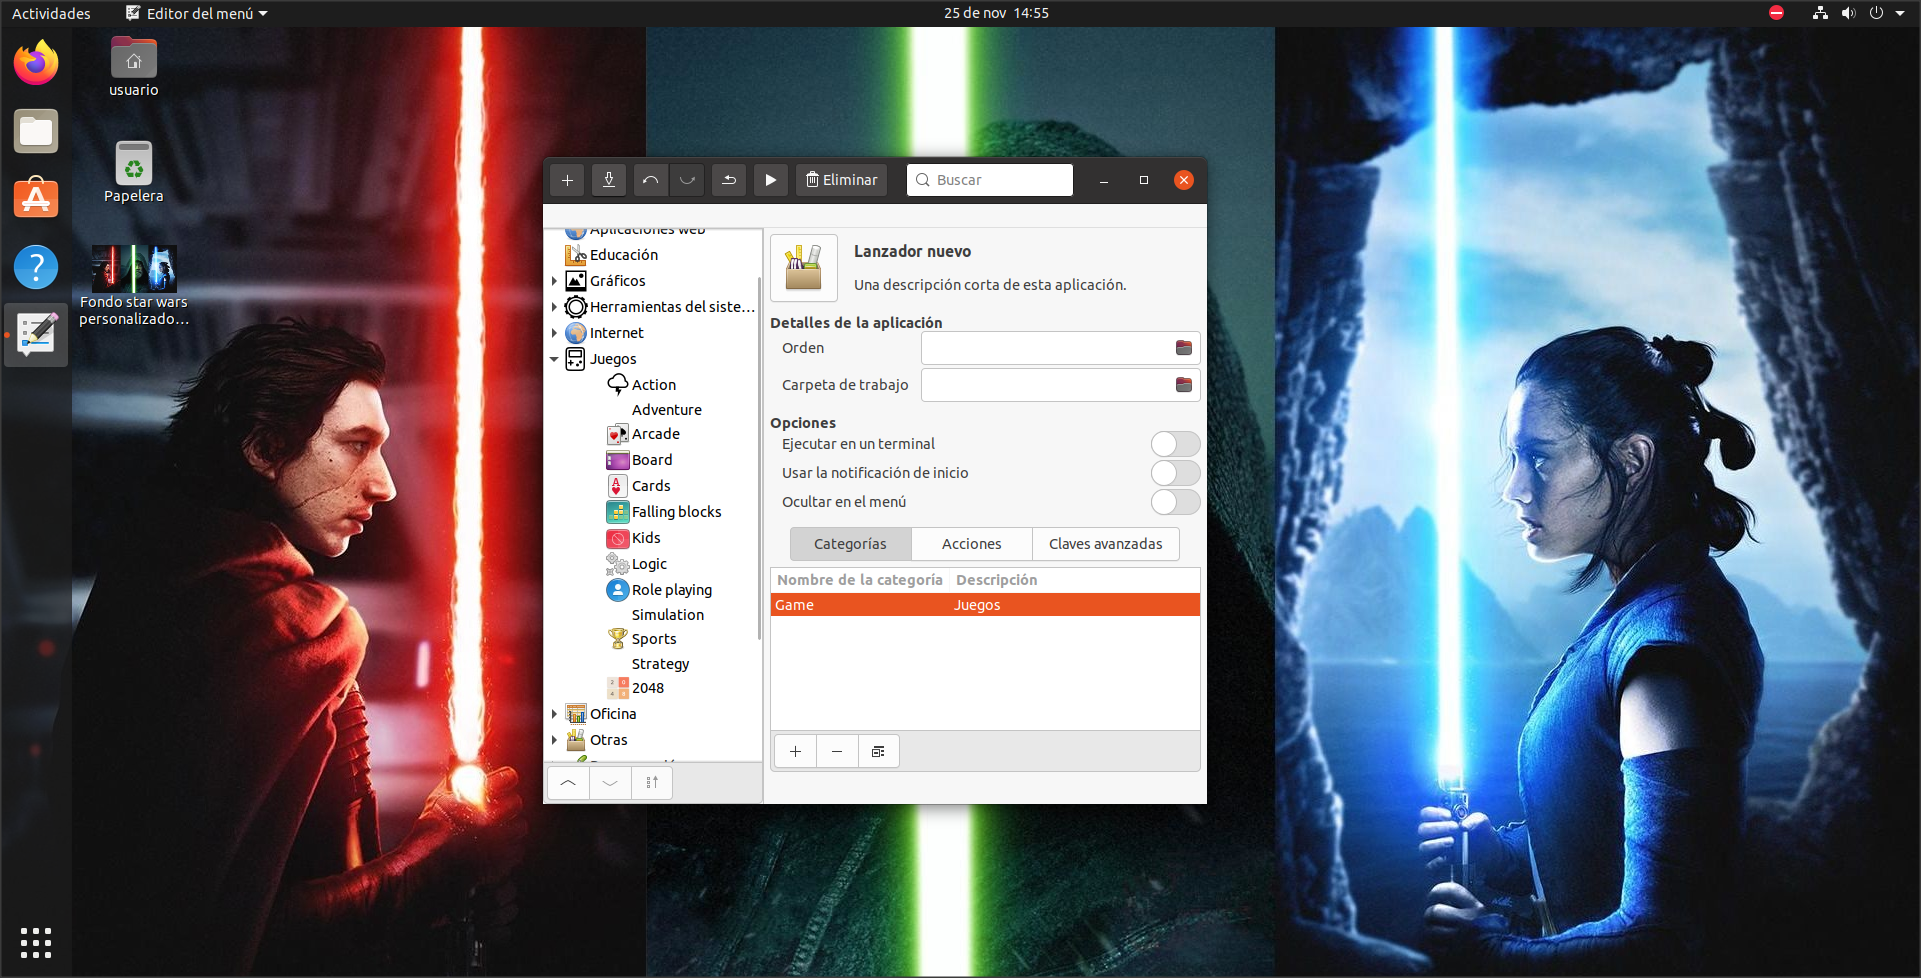 Actividades
Editor del menú
25 de nov 14:55
usuario
Papelera
Fondo star wars
personalizado...
Eliminar
Buscar
Aplicaciones web
Educación
Gráficos
Herramientas del siste...
Internet
Juegos
Action
Adventure
Arcade
Board
Cards
Falling blocks
Kids
Logic
Role playing
Simulation
Sports
Strategy
2048
Oficina
Otras
Lanzador nuevo
Una descripción corta de esta aplicación.
Detalles de la aplicación
Orden
Carpeta de trabajo
Opciones
Ejecutar en un terminal
Usar la notificación de inicio
Ocultar en el menú
Categorías
Acciones
Claves avanzadas
Nombre de la categoría
Descripción
Game
Juegos